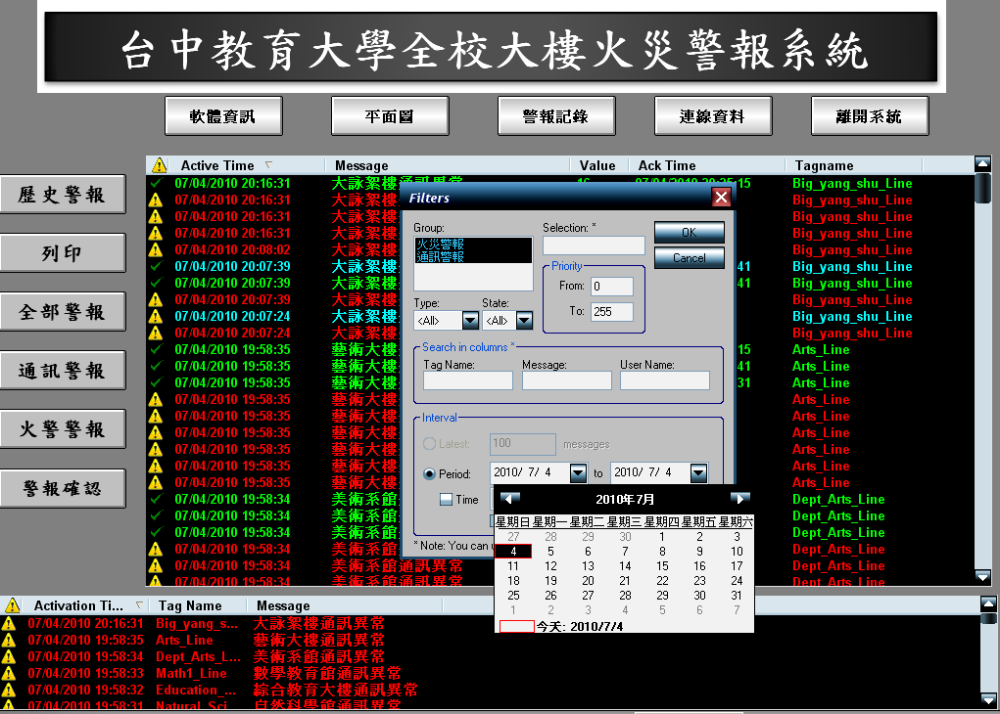 台中教育大學全校大樓火災警報系統
軟體資訊 平面圖 警報記錄 連線資料 離開系統
歷史警報
列印
全部警報
通訊警報
火警警報
警報確認
Active Time Message Value Ack Time Tagname
07/04/2010 20:16:31 大詠絮樓通訊異常 Big_yang_shu_Line
07/04/2010 20:16:31 大詠絮樓 Big_yang_shu_Line
07/04/2010 20:16:31 大詠絮樓 Big_yang_shu_Line
07/04/2010 20:16:31 大詠絮樓 Big_yang_shu_Line
07/04/2010 20:08:02 大詠絮樓 Big_yang_shu_Line
07/04/2010 20:07:39 大詠絮樓 41 Big_yang_shu_Line
07/04/2010 20:07:39 大詠絮樓 41 Big_yang_shu_Line
07/04/2010 20:07:39 大詠絮樓 Big_yang_shu_Line
07/04/2010 20:07:24 大詠絮樓 Big_yang_shu_Line
07/04/2010 20:07:24 大詠絮樓 Big_yang_shu_Line
07/04/2010 19:58:35 藝術大樓 15 Arts_Line
07/04/2010 19:58:35 藝術大樓 41 Arts_Line
07/04/2010 19:58:35 藝術大樓 31 Arts_Line
07/04/2010 19:58:35 藝術大樓 Arts_Line
07/04/2010 19:58:35 藝術大樓 Arts_Line
07/04/2010 19:58:35 藝術大樓 Arts_Line
07/04/2010 19:58:35 藝術大樓 Arts_Line
07/04/2010 19:58:35 藝術大樓 Arts_Line
07/04/2010 19:58:35 藝術大樓 Arts_Line
07/04/2010 19:58:34 美術系館 Dept_Arts_Line
07/04/2010 19:58:34 美術系館 Dept_Arts_Line
07/04/2010 19:58:34 美術系館 Dept_Arts_Line
07/04/2010 19:58:34 美術系館 Dept_Arts_Line
07/04/2010 19:58:34 美術系館通訊異常 Dept_Arts_Line
07/04/2010 19:58:34 美術系館通訊異常 Dept_Arts_Line
Filters
Group:
火災警報
通訊警報
Selection: *
OK
Cancel
Priority
From: 0
To: 255
Type: State:
<All> <All>
Search in columns *
Tag Name: Message: User Name:
Interval
Latest: 100 messages
Period: 2010/ 7/ 4 to 2010/ 7/ 4
Time
* Note: You can u
2010年7月
星期日 星期一 星期二 星期三 星期四 星期五 星期六
27 28 29 30 1 2 3
4 5 6 7 8 9 10
11 12 13 14 15 16 17
18 19 20 21 22 23 24
25 26 27 28 29 30 31
1 2 3 4 5 6 7
今天: 2010/7/4
Activation Ti... Tag Name Message
07/04/2010 20:16:31 Big_yang_s... 大詠絮樓通訊異常
07/04/2010 19:58:35 Arts_Line 藝術大樓通訊異常
07/04/2010 19:58:34 Dept_Arts_L... 美術系館通訊異常
07/04/2010 19:58:33 Math1_Line 數學教育館通訊異常
07/04/2010 19:58:32 Education_... 綜合教育大樓通訊異常
07/04/2010 19:58:31 Natural_Sci 自然科學館通訊異常